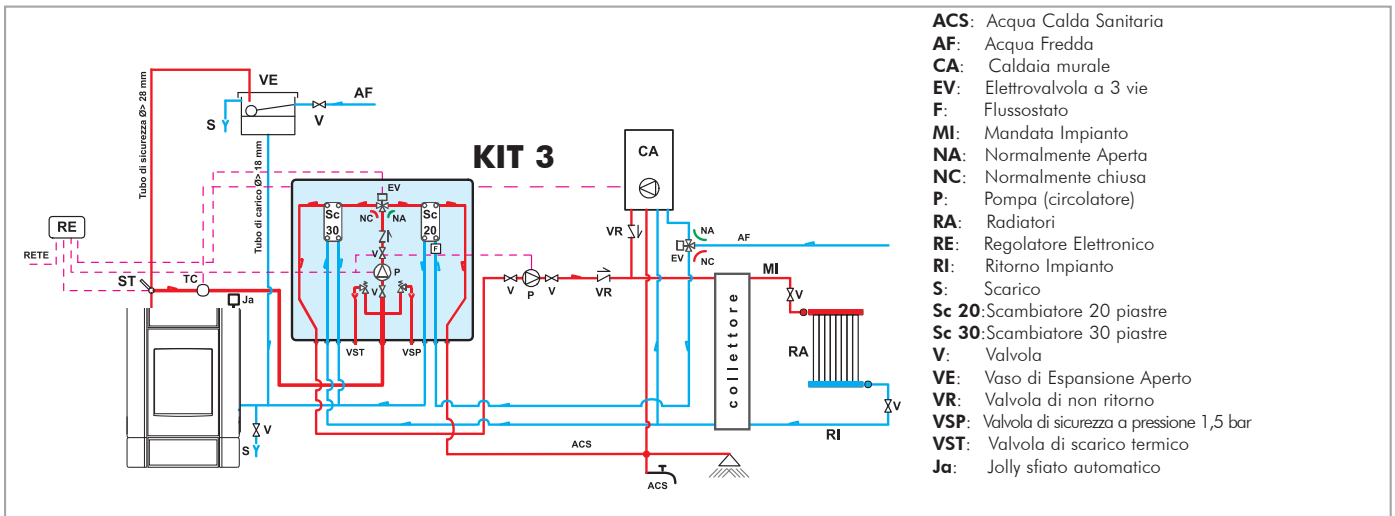 Tubo di sicurezza Ø> 28 mm
VE
AF
V
S
Tubo di carico Ø> 18 mm
KIT 3
CA
RE
RETE
ST
TC
Ja
EV
NC
NA
Sc
30
Sc
20
F
V
P
V
VST
VSP
V
P
V
VR
VR
EV
NA
NC
AF
MI
collettore
V
RA
V
RI
V
S
ACS
ACS
ACS: Acqua Calda Sanitaria
AF: Acqua Fredda
CA: Caldaia murale
EV: Elettrovalvola a 3 vie
F: Flussostato
MI: Mandata Impianto
NA: Normalmente Aperta
NC: Normalmente chiusa
P: Pompa (circolatore)
RA: Radiatori
RE: Regolatore Elettronico
RI: Ritorno Impianto
S: Scarico
Sc 20: Scambiatore 20 piastre
Sc 30: Scambiatore 30 piastre
V: Valvola
VE: Vaso di Espansione Aperto
VR: Valvola di non ritorno
VSP: Valvola di sicurezza a pressione 1,5 bar
VST: Valvola di scarico termico
Ja: Jolly sfiato automatico